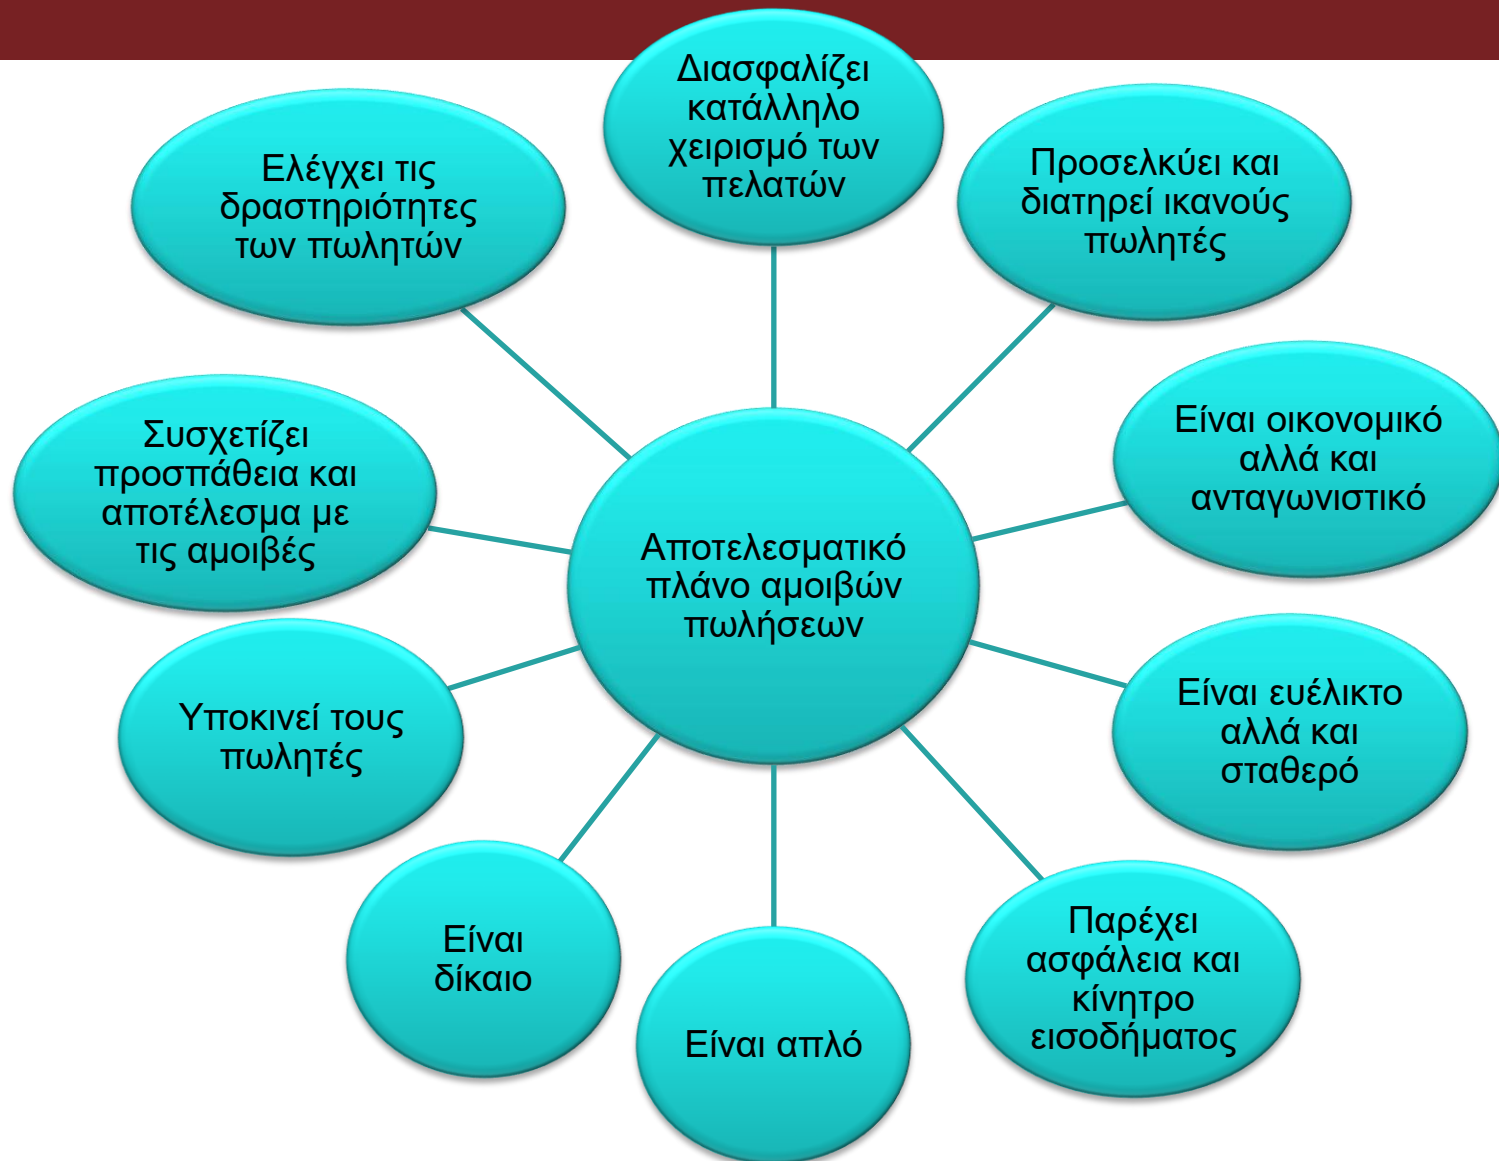 Διασφαλίζει
κατάλληλο
χειρισμό των
πελατών
Προσελκύει και
διατηρεί ικανούς
πωλητές
Είναι οικονομικό
αλλά και
ανταγωνιστικό
Είναι ευέλικτο
αλλά και
σταθερό
Παρέχει
ασφάλεια και
κίνητρο
εισοδήματος
Είναι απλό
Είναι
δίκαιο
Υποκινεί τους
πωλητές
Συσχετίζει
προσπάθεια και
αποτέλεσμα με
τις αμοιβές
Ελέγχει τις
δραστηριότητες
των πωλητών
Αποτελεσματικό
πλάνο αμοιβών
πωλήσεων